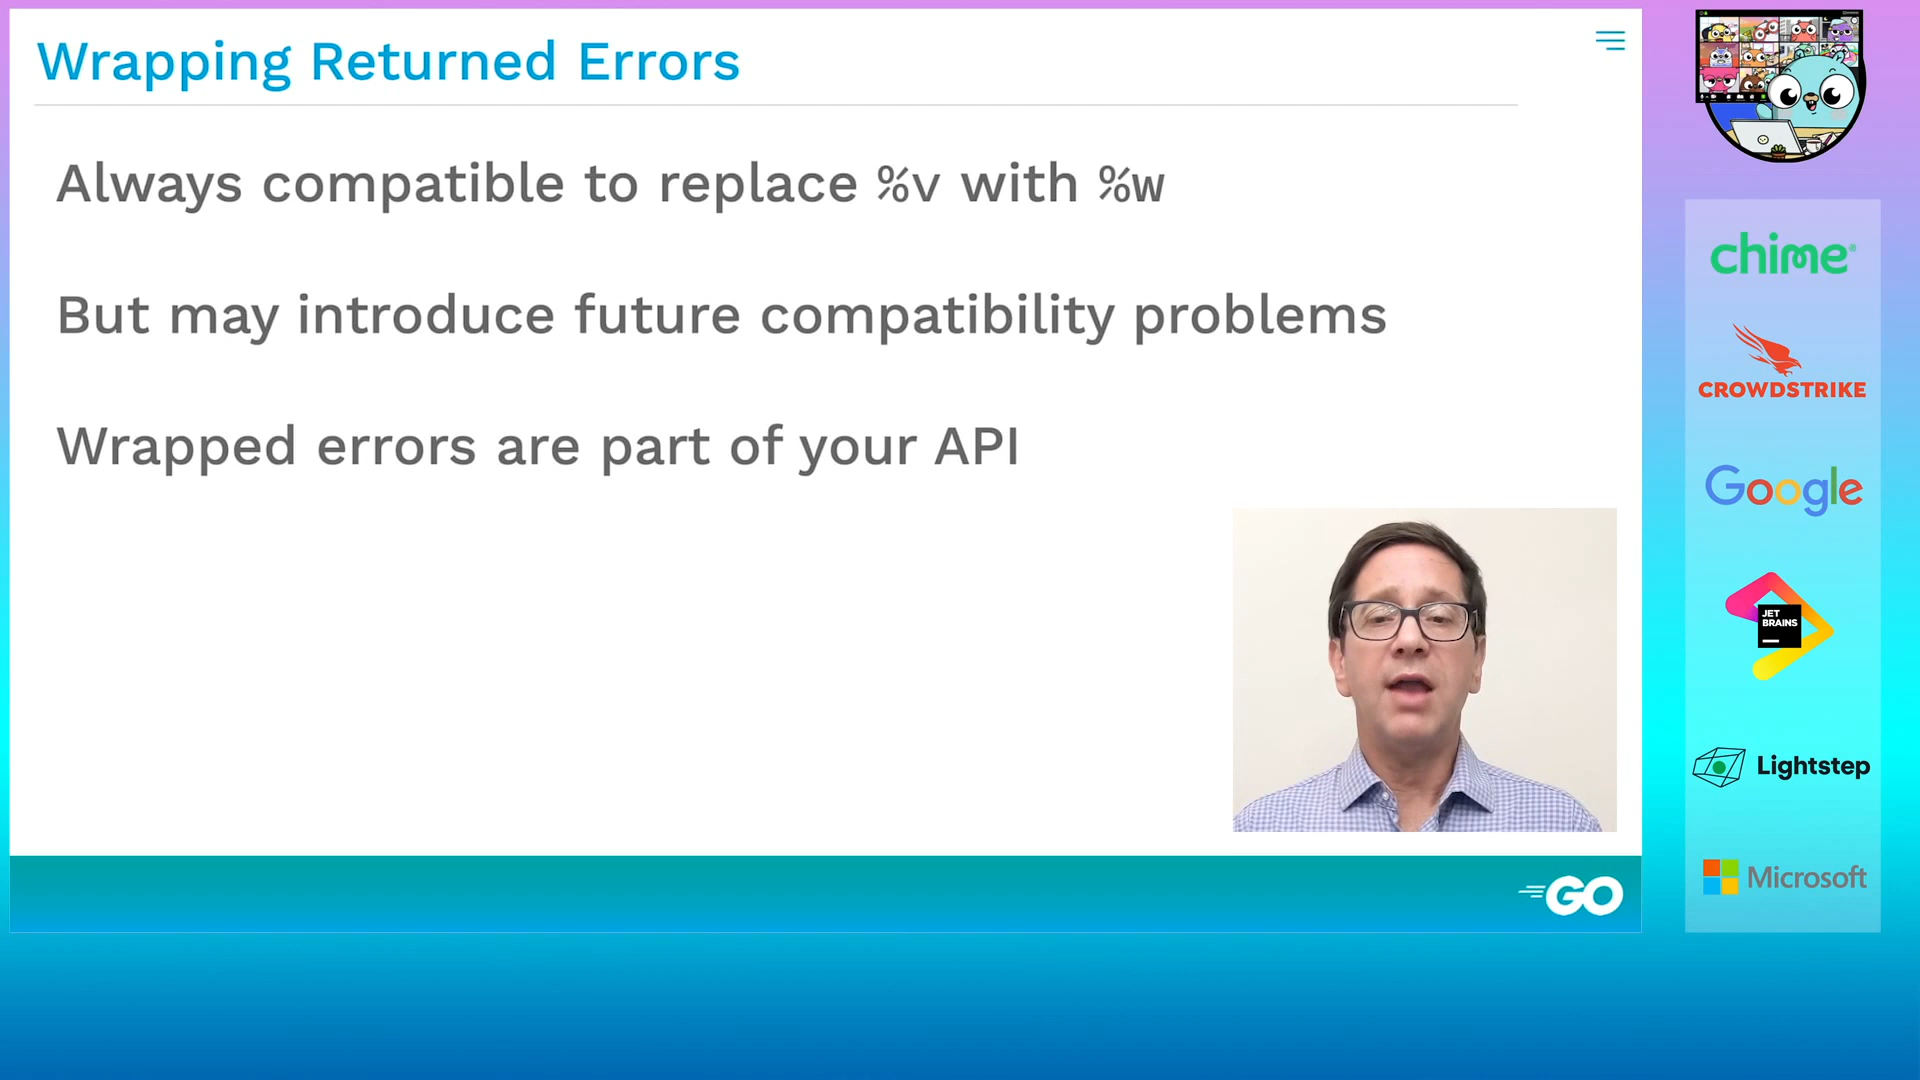 Wrapping Returned Errors
Always compatible to replace %v with %w
But may introduce future compatibility problems
Wrapped errors are part of your API
GO
chime
CROWDSTRIKE
Google
JET
BRAINS
Lightstep
Microsoft